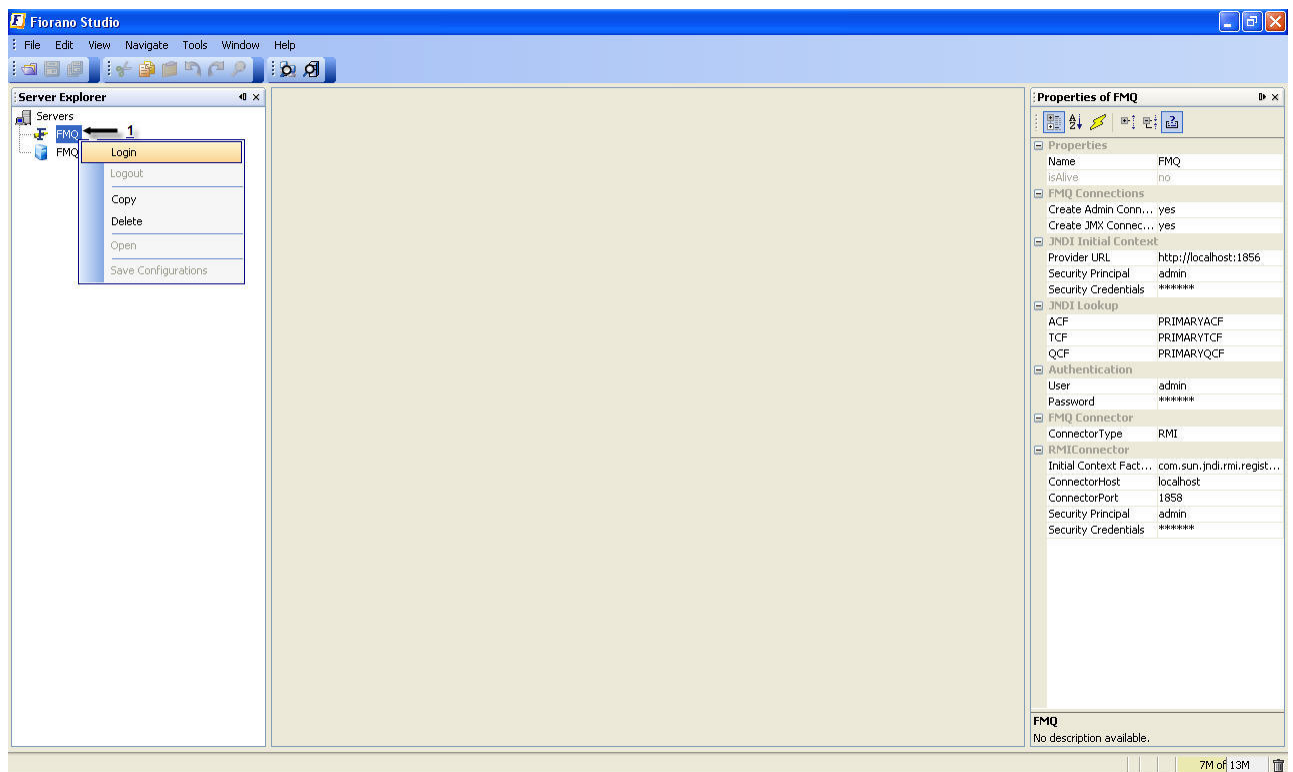 Fiorano Studio
File Edit View Navigate Tools Window Help
Server Explorer
Servers
FMQ 1
FMQ
Login
Logout
Copy
Delete
Open
Save Configurations
Properties of FMQ
Properties
Name FMQ
isAlive no
FMQ Connections
Create Admin Conn... yes
Create JMX Connec... yes
JNDI Initial Context
Provider URL http://localhost:1856
Security Principal admin
Security Credentials ******
JNDI Lookup
ACF PRIMARYACF
TCF PRIMARYTCF
QCF PRIMARYQCF
Authentication
User admin
Password ******
FMQ Connector
ConnectorType RMI
RMIConnector
Initial Context Fact... com.sun.jndi.rmi.regist...
ConnectorHost localhost
ConnectorPort 1858
Security Principal admin
Security Credentials ******
FMQ
No description available.
7M of 13M